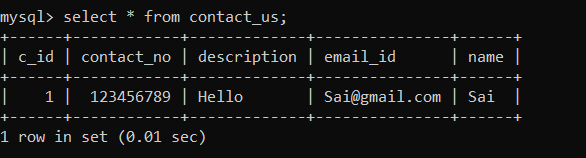 mysql> select * from contact_us;
+------+------------+-------------+---------------+------+
| c_id | contact_no | description | email_id      | name |
+------+------------+-------------+---------------+------+
|    1 |  123456789 | Hello       | Sai@gmail.com | Sai  |
+------+------------+-------------+---------------+------+
1 row in set (0.01 sec)